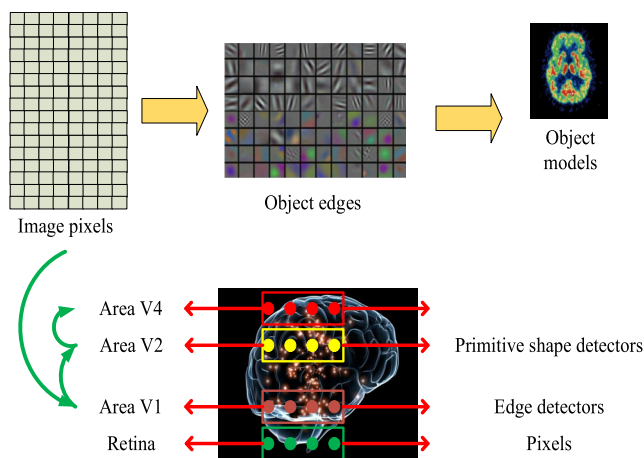 Image pixels
Object edges
Object
models
Area V4
Area V2
Primitive shape detectors
Area V1
Edge detectors
Retina
Pixels